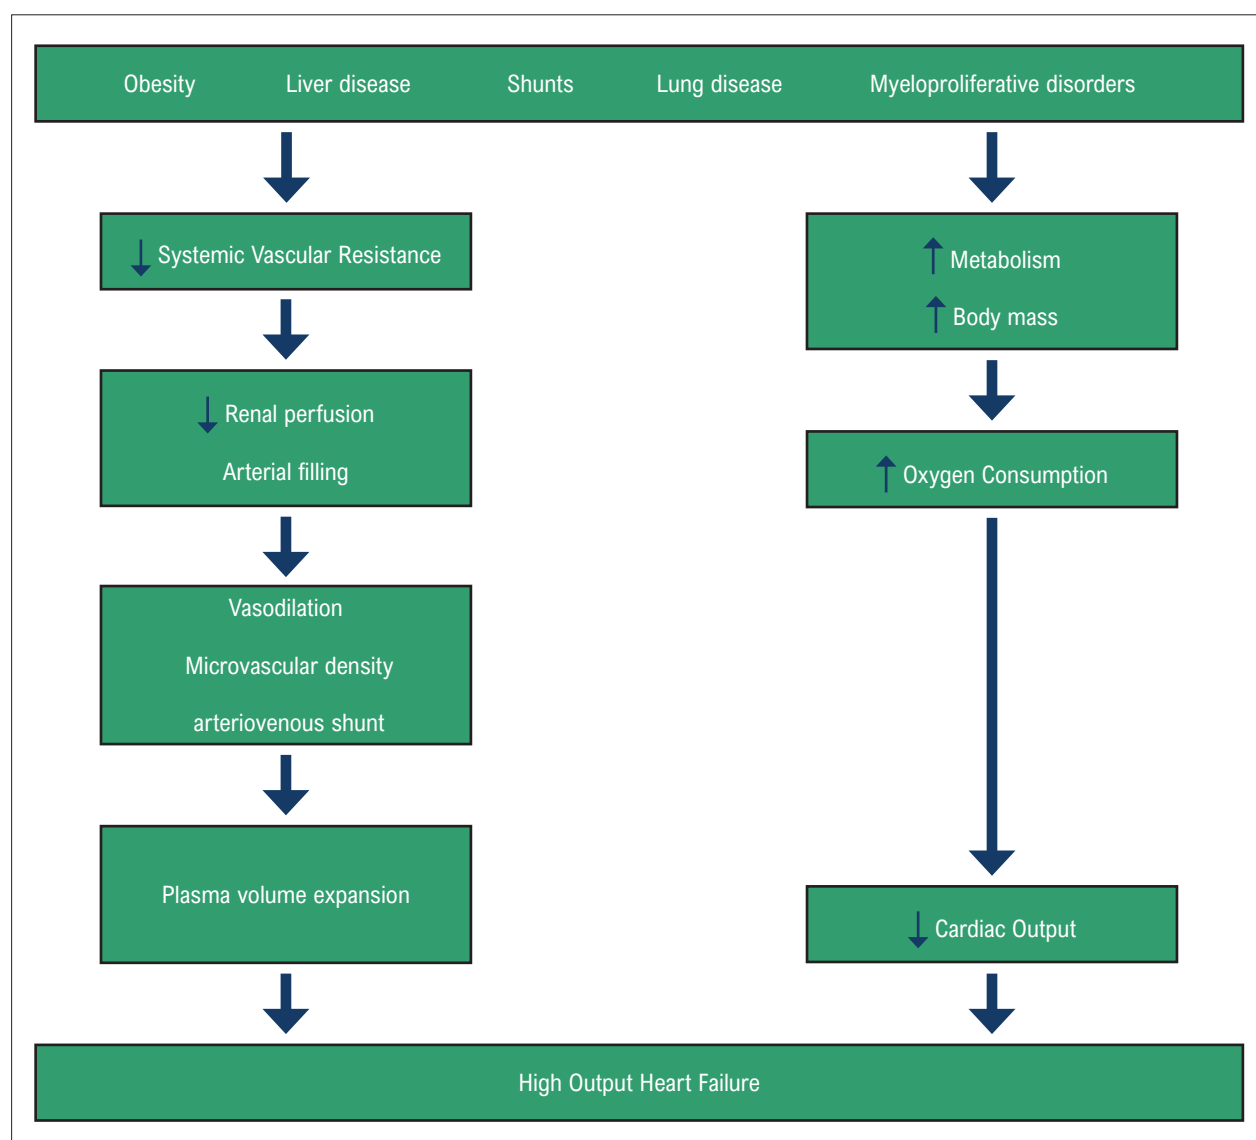 Obesity Liver disease Shunts Lung disease Myeloproliferative disorders
↓ Systemic Vascular Resistance
↓ Renal perfusion
Arterial filling
Vasodilation
Microvascular density
arteriovenous shunt
Plasma volume expansion
↑ Metabolism
↑ Body mass
↑ Oxygen Consumption
↓ Cardiac Output
High Output Heart Failure